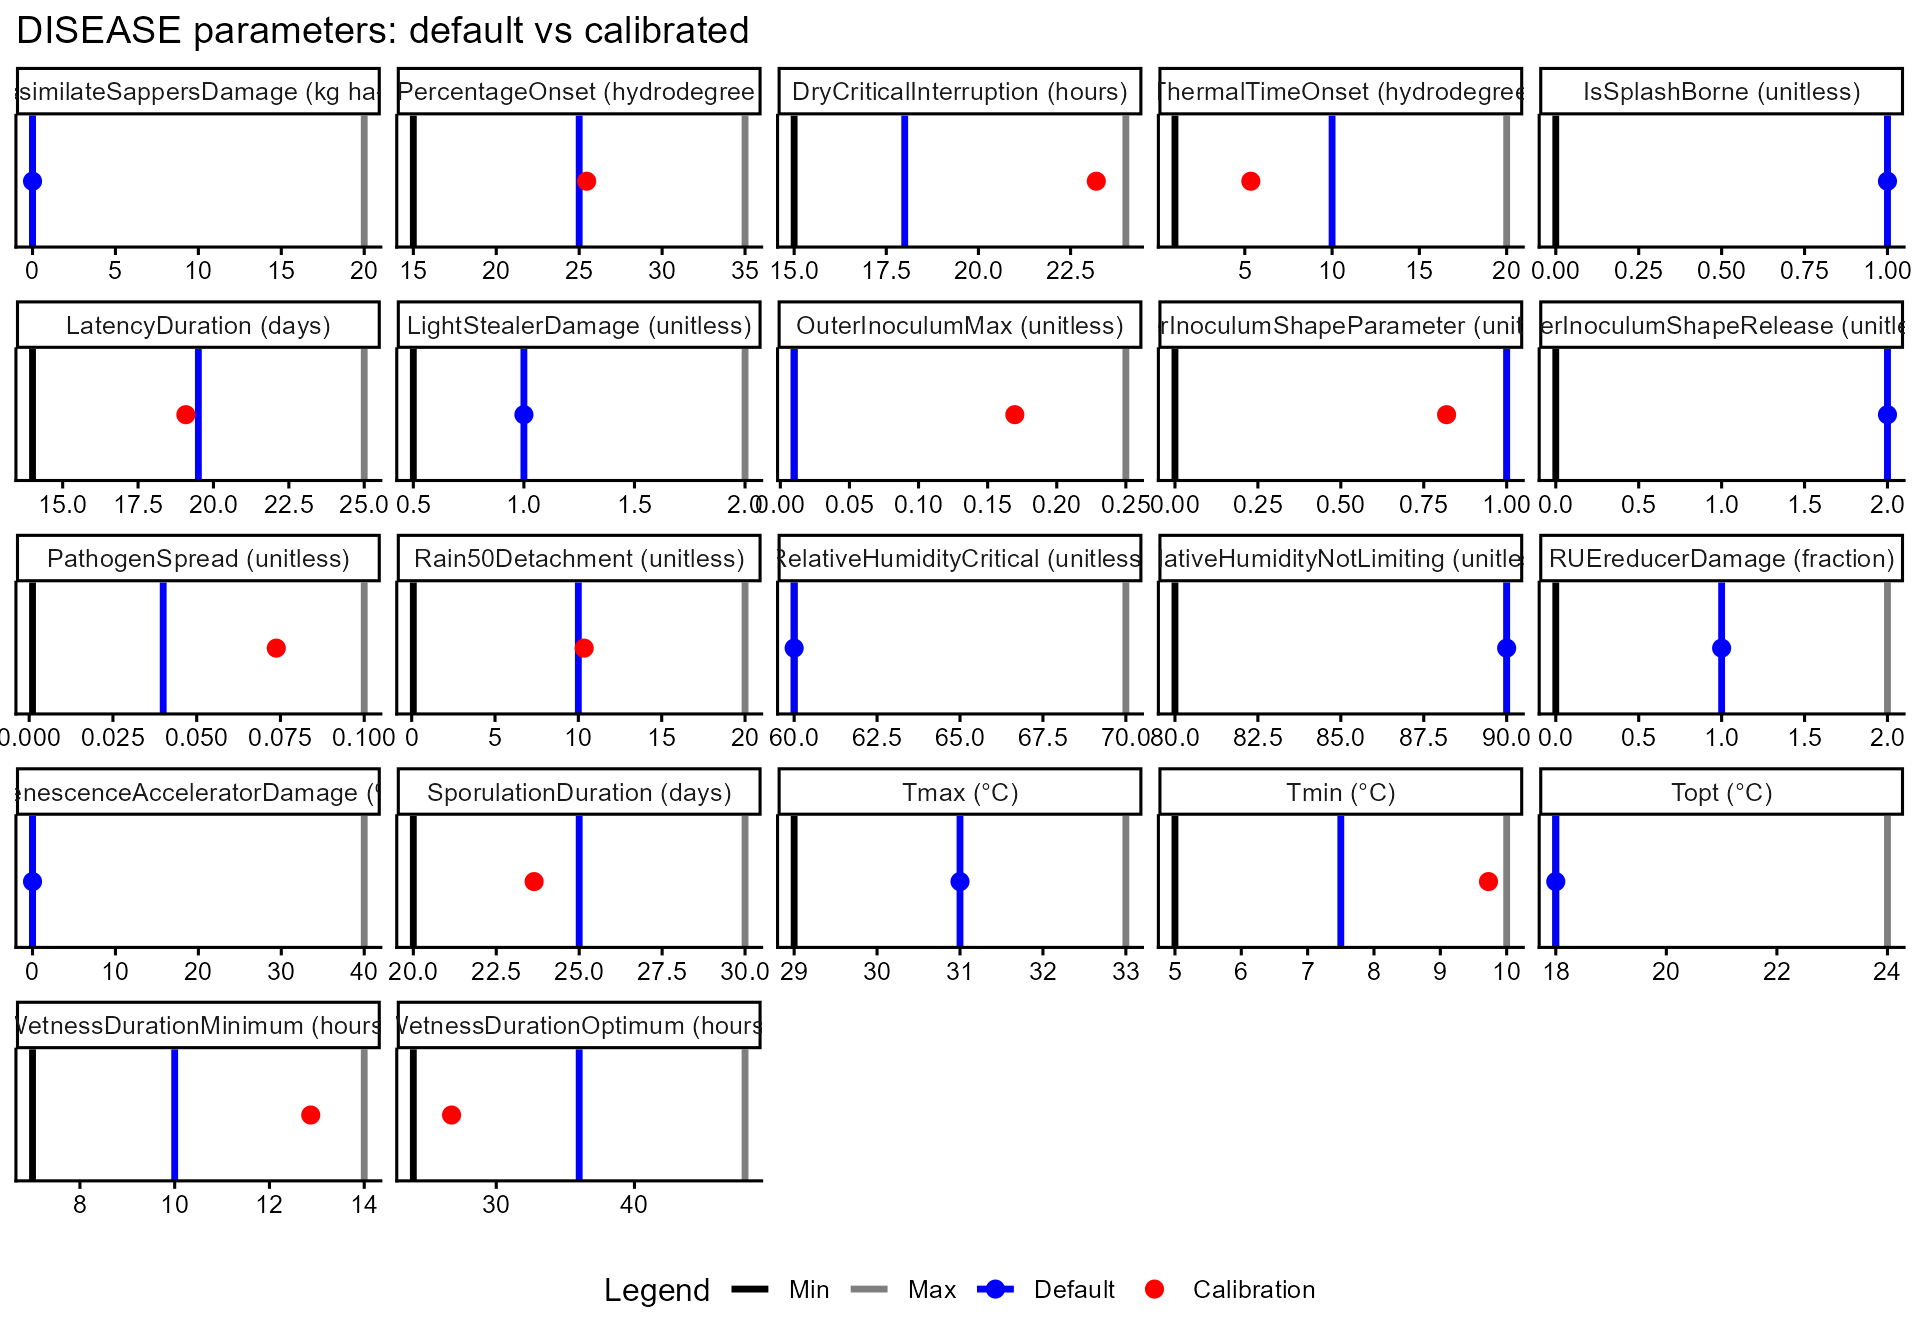 DISEASE parameters: default vs calibrated
similateSappersDamage (kg ha PercentageOnset (hydrodegree DryCriticalInterruption (hours) ThermalTimeOnset (hydrodegree IsSplashBorne (unitless)
0 5 10 15 20 15 20 25 30 35 15.0 17.5 20.0 22.5 5 10 15 20 0.00 0.25 0.50 0.75 1.00
LatencyDuration (days) LightStealerDamage (unitless) OuterInoculumMax (unitless) rInoculumShapeParameter (unit erInoculumShapeRelease (unitle
15.0 17.5 20.0 22.5 25.0 0.5 1.0 1.5 2.0 0.00 0.05 0.10 0.15 0.20 0.25 0.00 0.25 0.50 0.75 1.00 0.0 0.5 1.0 1.5 2.0
PathogenSpread (unitless) Rain50Detachment (unitless) RelativeHumidityCritical (unitless ativeHumidityNotLimiting (unitle RUEreducerDamage (fraction)
0.000 0.025 0.050 0.075 0.100 0 5 10 15 20 60.0 62.5 65.0 67.5 70.0 80.0 82.5 85.0 87.5 90.0 0.0 0.5 1.0 1.5 2.0
enescenceAcceleratorDamage (% SporulationDuration (days) Tmax (°C) Tmin (°C) Topt (°C)
0 10 20 30 40 20.0 22.5 25.0 27.5 30.0 29 30 31 32 33 5 6 7 8 9 10 18 20 22 24
WetnessDurationMinimum (hours WetnessDurationOptimum (hours
8 10 12 14 30 40
Legend Min Max Default Calibration